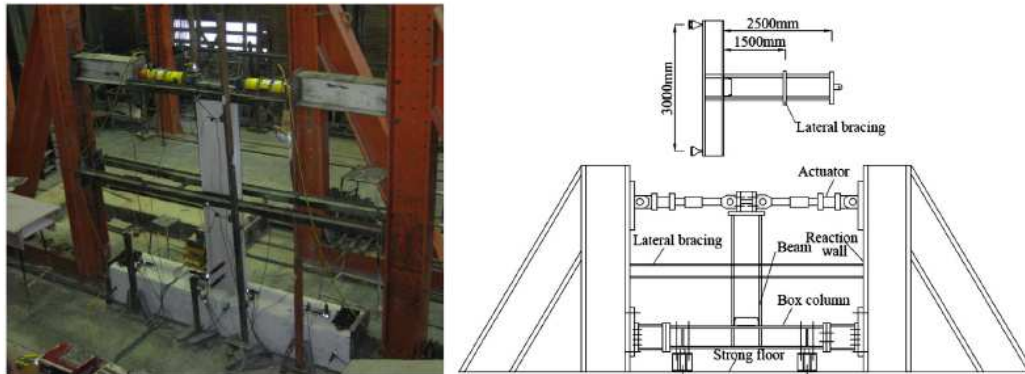 2500mm
1500mm
3000mm
Lateral bracing
Actuator
Lateral bracing
Beam
Reaction
wall
Box column
Strong floor